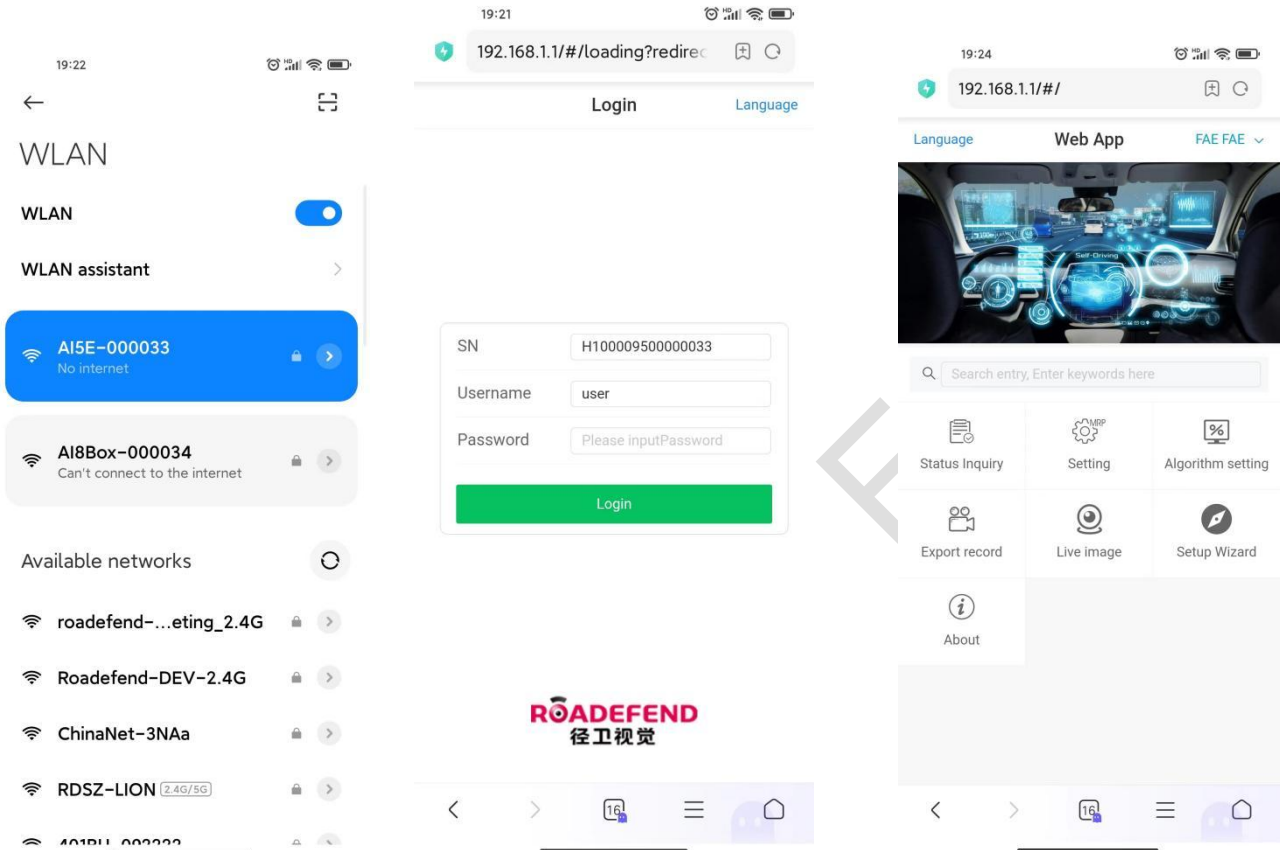 19:22
WLAN
WLAN
WLAN assistant
AI5E-000033
No internet
AI8Box-000034
Can't connect to the internet
Available networks
roadefend-...eting_2.4G
Roadefend-DEV-2.4G
ChinaNet-3NAa
RDSZ-LION 2.4G/5G
19:21
192.168.1.1/#/loading?redirec
Login
Language
SN
H100009500000033
Username
user
Password
Please inputPassword
Login
ROADEFEND
径卫视觉
16
19:24
192.168.1.1/#/
Language
Web App
FAE FAE
Self-Driving
Search entry, Enter keywords here
Status Inquiry
MRP
Setting
Algorithm setting
Export record
Live image
Setup Wizard
About
16